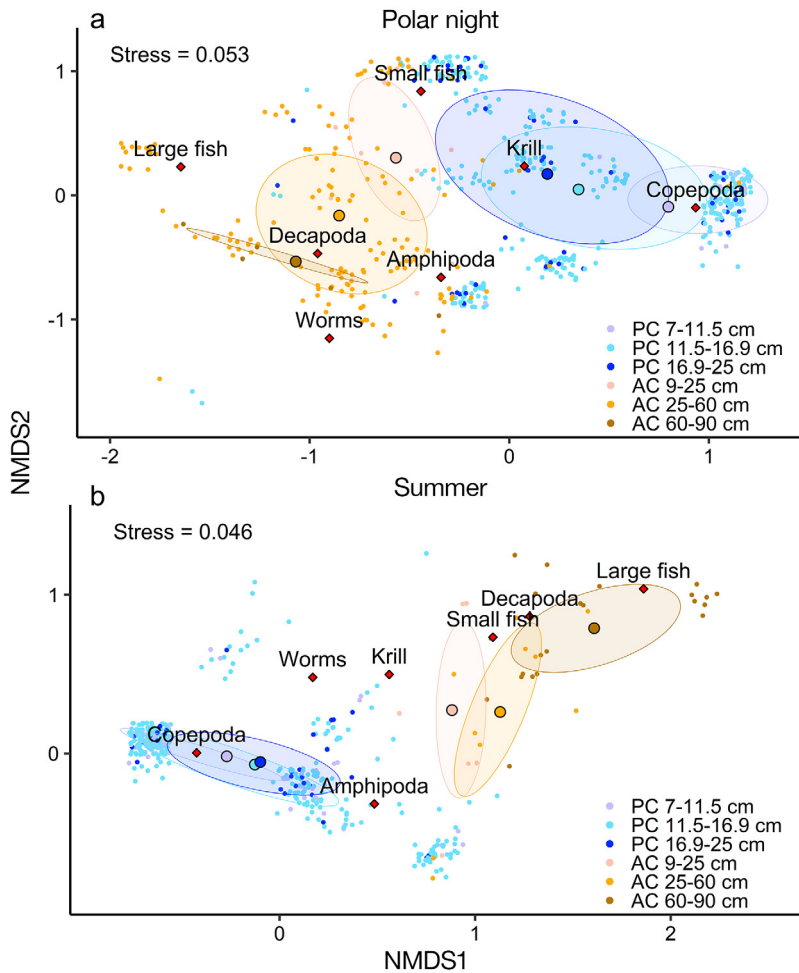 a
Polar night
Stress = 0.053
1
Small fish
Large fish
Krill
0
Copepoda
Decapoda
Amphipoda
-1
Worms
PC 7-11.5 cm
PC 11.5-16.9 cm
PC 16.9-25 cm
AC 9-25 cm
AC 25-60 cm
AC 60-90 cm
-2
-1
0
1
NMDS2
b
Summer
Stress = 0.046
1
Large fish
Decapoda
Small fish
Worms
Krill
Copepoda
0
Amphipoda
PC 7-11.5 cm
PC 11.5-16.9 cm
PC 16.9-25 cm
AC 9-25 cm
AC 25-60 cm
AC 60-90 cm
0
1
2
NMDS1